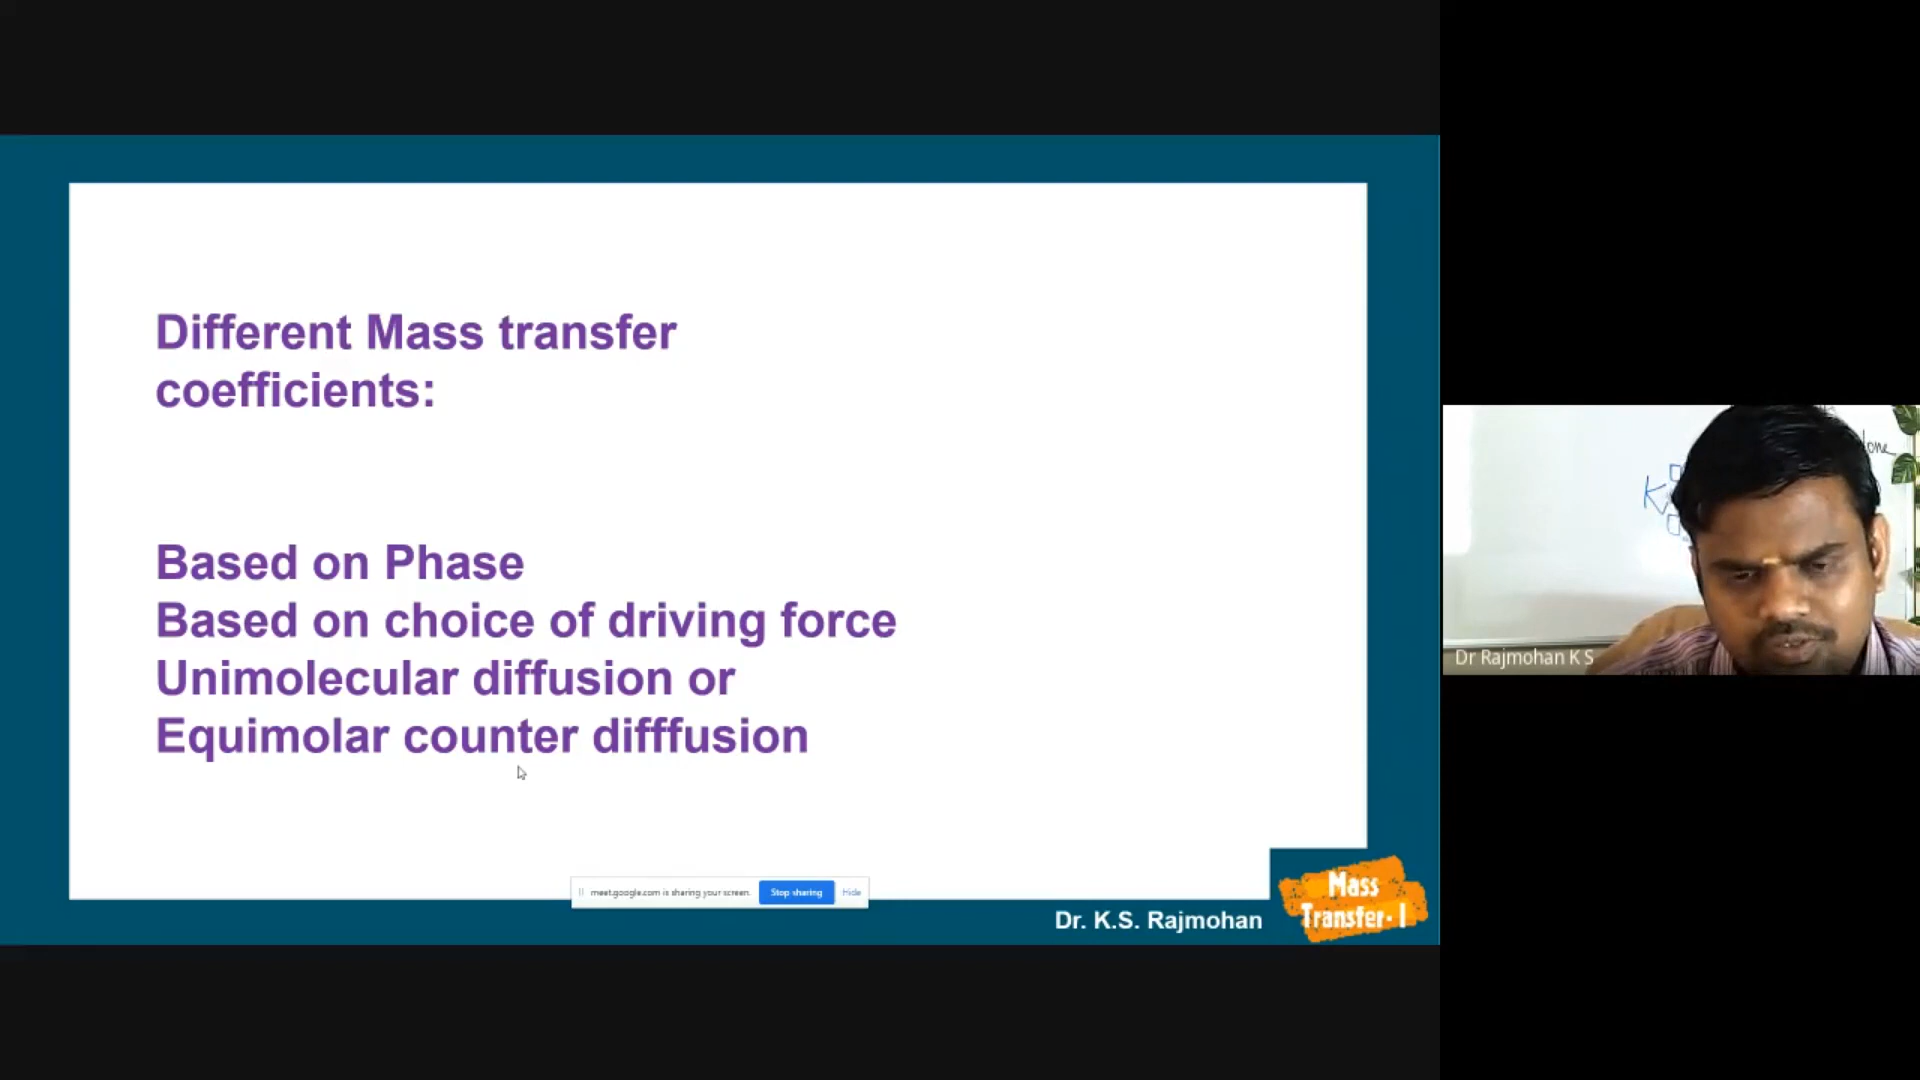 Different Mass transfer
coefficients:
Based on Phase
Based on choice of driving force
Unimolecular diffusion or
Equimolar counter difffusion
meet.google.com is sharing your screen.
Stop sharing
Hide
Dr. K.S. Rajmohan
Mass
Transfer- I
K
Dr Rajmohan K S